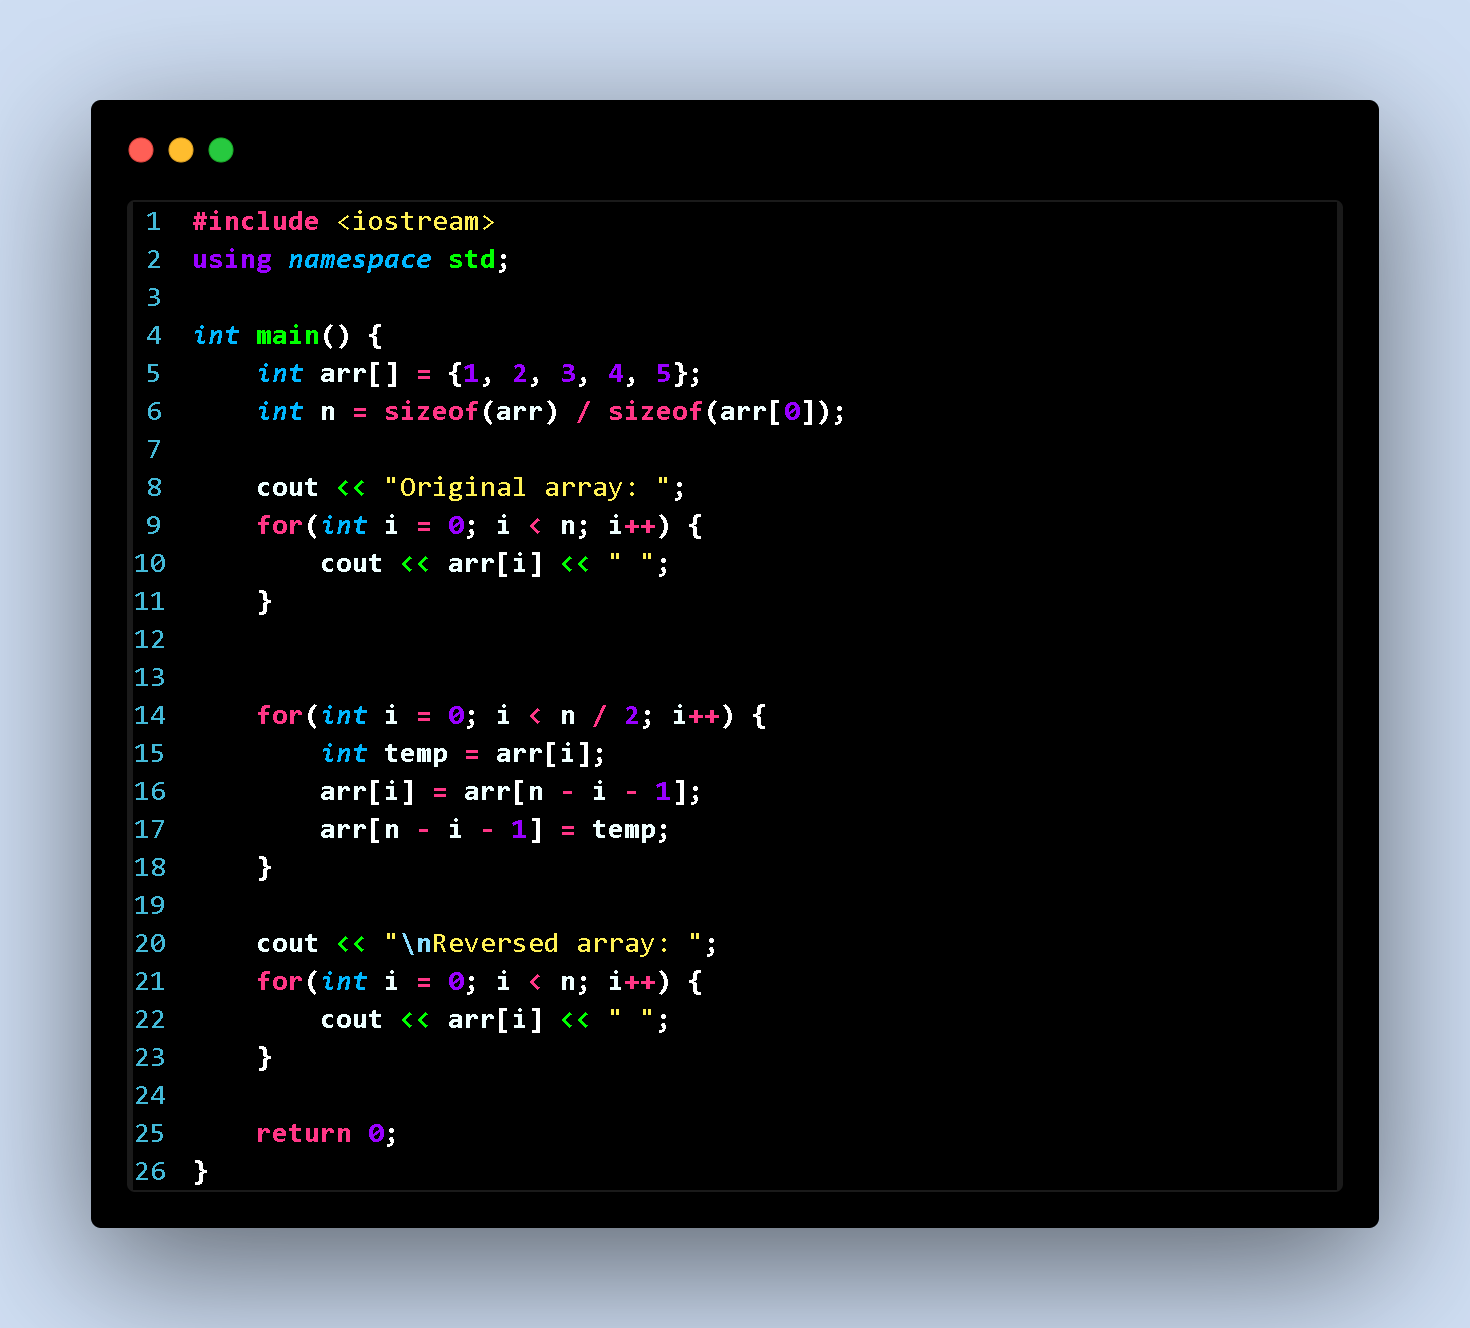 1 #include <iostream>
2 using namespace std;
3
4 int main() {
5     int arr[] = {1, 2, 3, 4, 5};
6     int n = sizeof(arr) / sizeof(arr[0]);
7
8     cout << "Original array: ";
9     for(int i = 0; i < n; i++) {
10         cout << arr[i] << " ";
11     }
12
13
14     for(int i = 0; i < n / 2; i++) {
15         int temp = arr[i];
16         arr[i] = arr[n - i - 1];
17         arr[n - i - 1] = temp;
18     }
19
20     cout << "\nReversed array: ";
21     for(int i = 0; i < n; i++) {
22         cout << arr[i] << " ";
23     }
24
25     return 0;
26 }